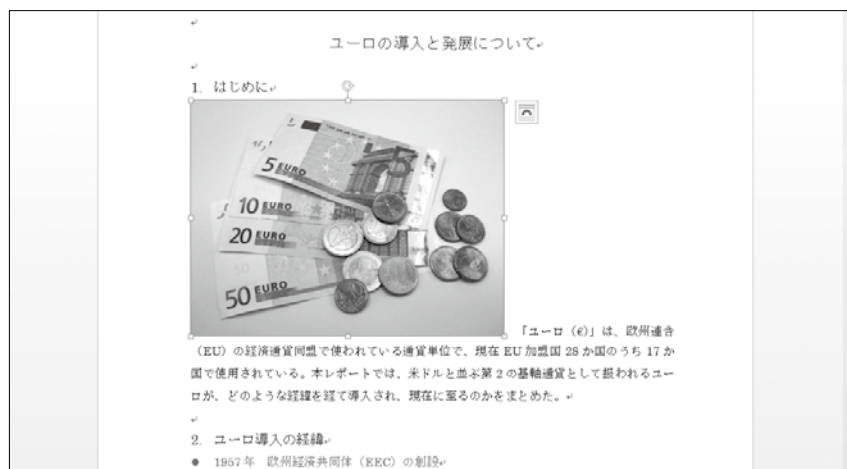 ユーロの導入と発展について
1. はじめに
5 EURO
10 EURO
20 EURO
50 EURO
「ユーロ（€）」は、欧州連合
（EU）の経済通貨同盟で使われている通貨単位で、現在 EU 加盟国 28 か国のうち 17 か
国で使用されている。本レポートでは、米ドルと並ぶ第 2 の基軸通貨として扱われるユー
ロが、どのような経緯を経て導入され、現在に至るのかをまとめた。
2. ユーロ導入の経緯
● 1957 年　欧州経済共同体（EEC）の創設